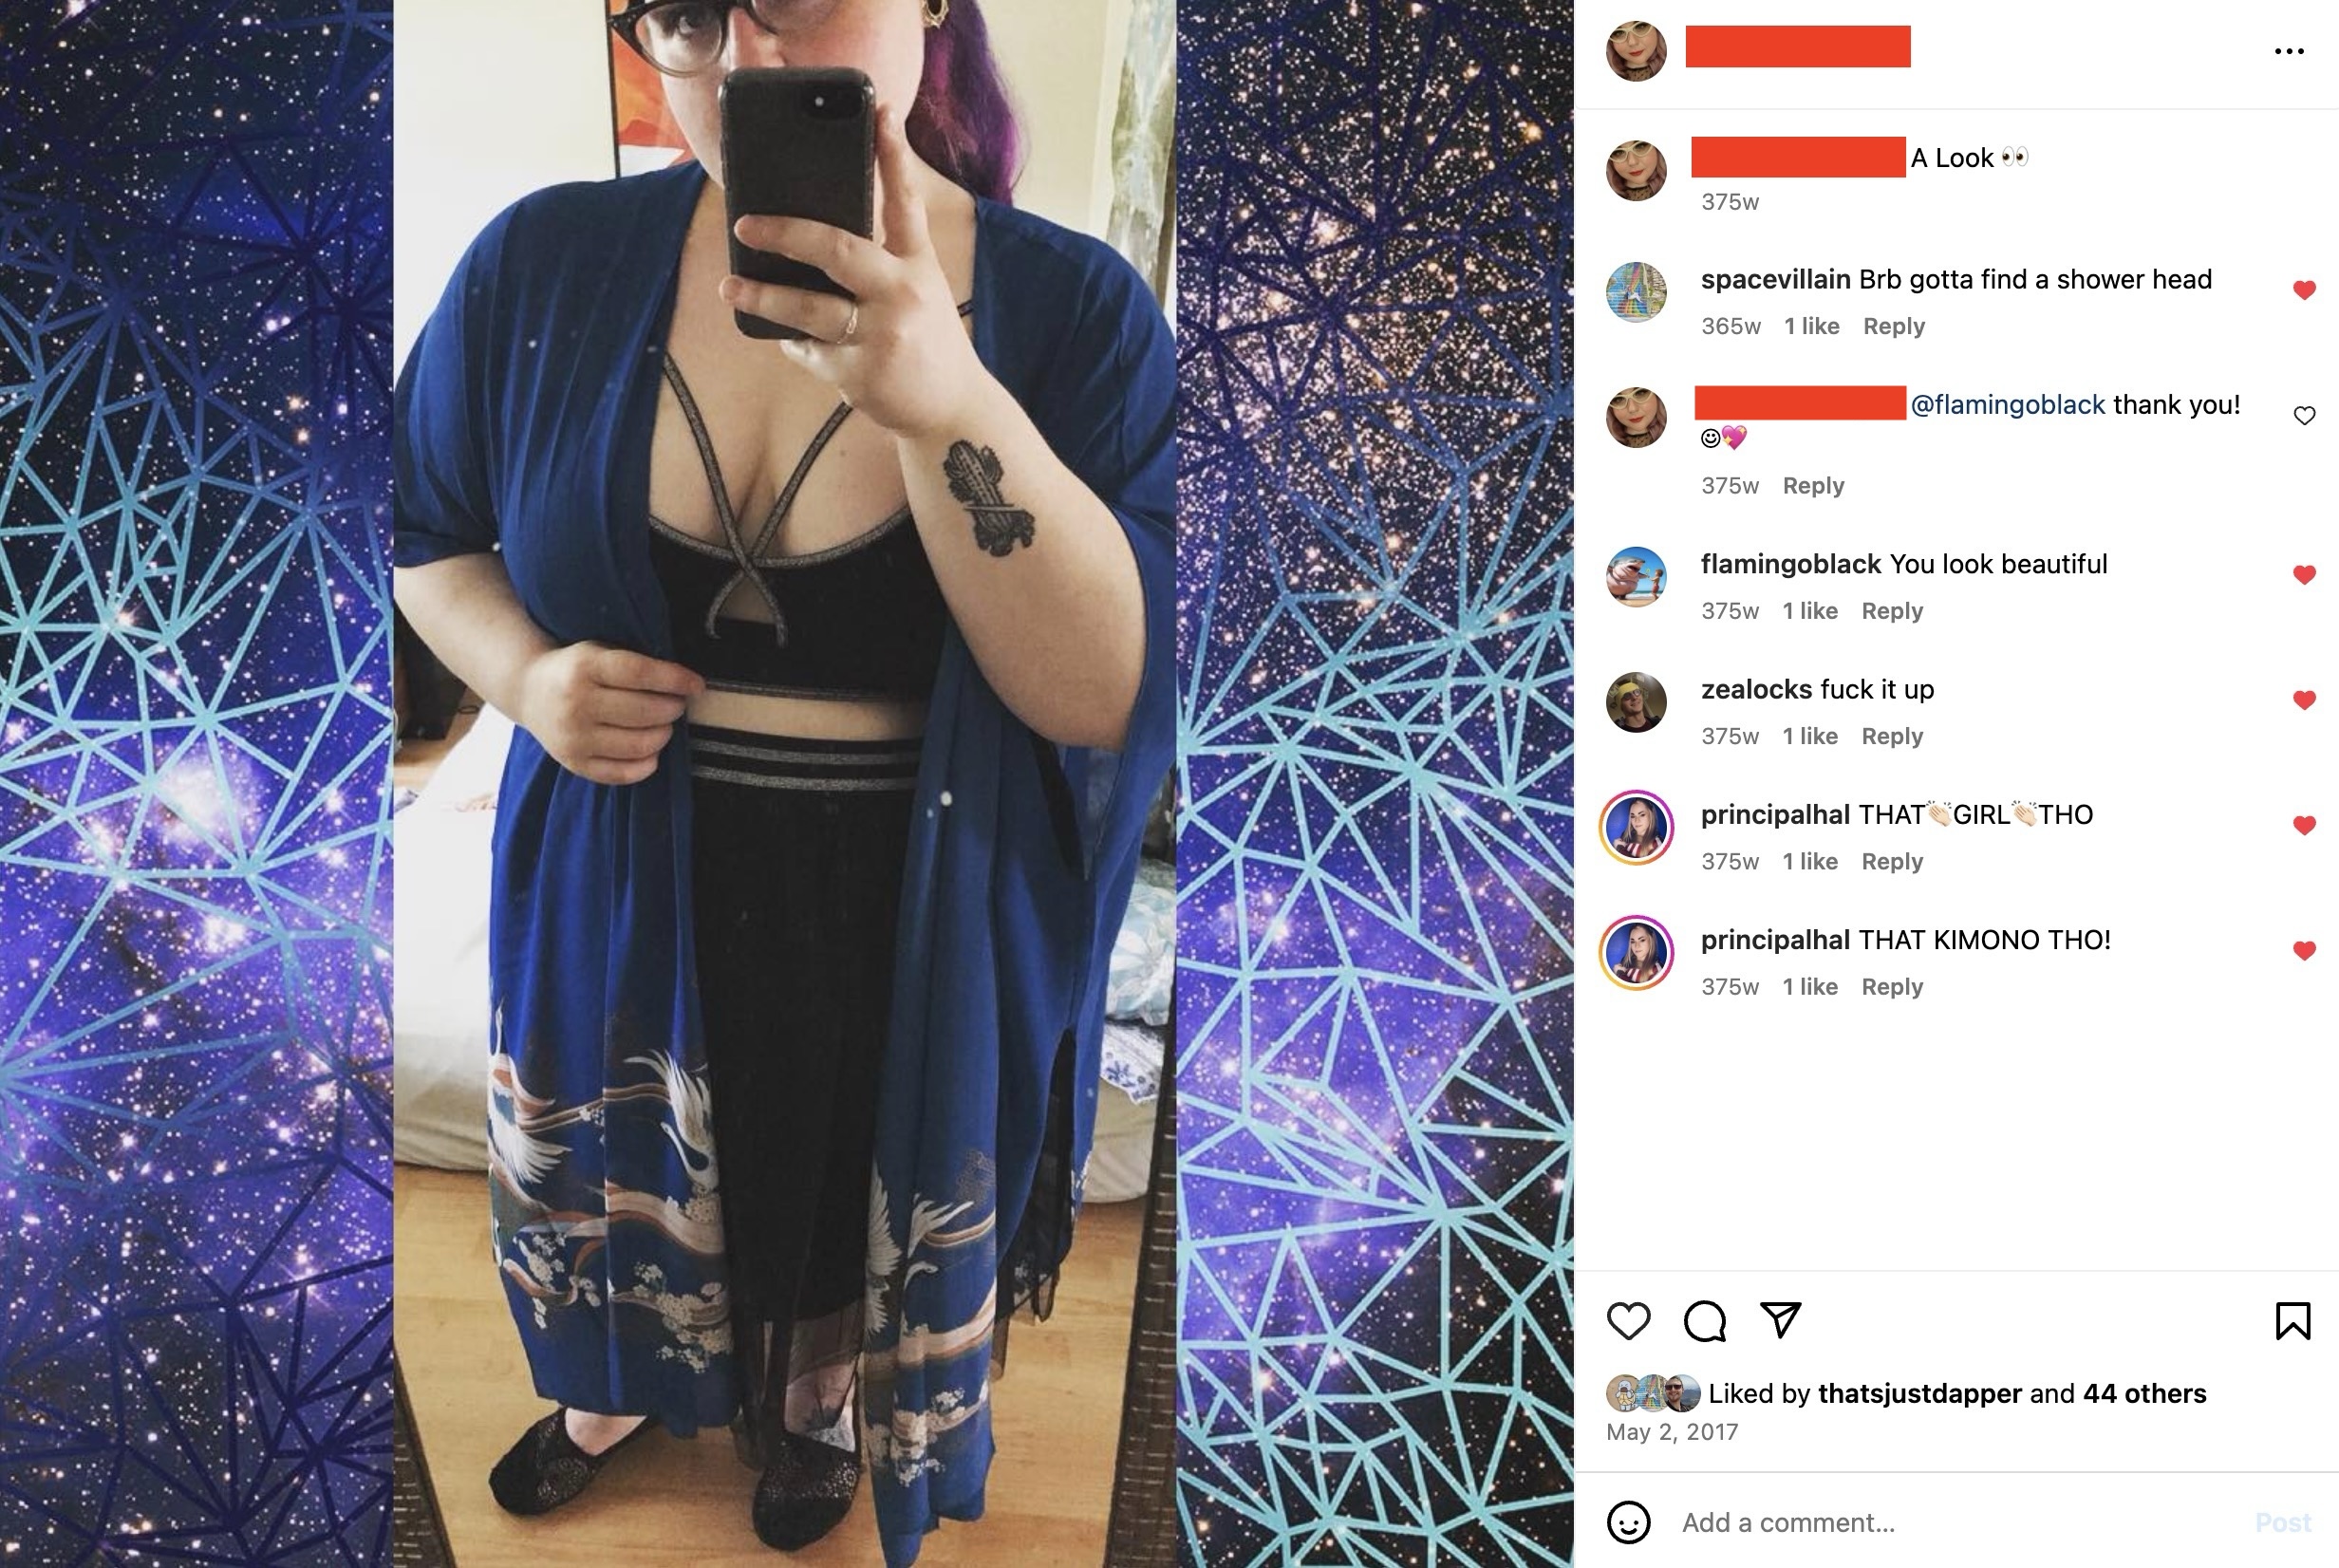 A Look 👀
375w
spacevillain Brb gotta find a shower head
365w 1 like Reply
@flamingoblack thank you!
☺💖
375w Reply
flamingoblack You look beautiful
375w 1 like Reply
zealocks fuck it up
375w 1 like Reply
principalhal THAT👏🏻GIRL👏🏻THO
375w 1 like Reply
principalhal THAT KIMONO THO!
375w 1 like Reply
Liked by thatsjustdapper and 44 others
May 2, 2017
Add a comment...
Post